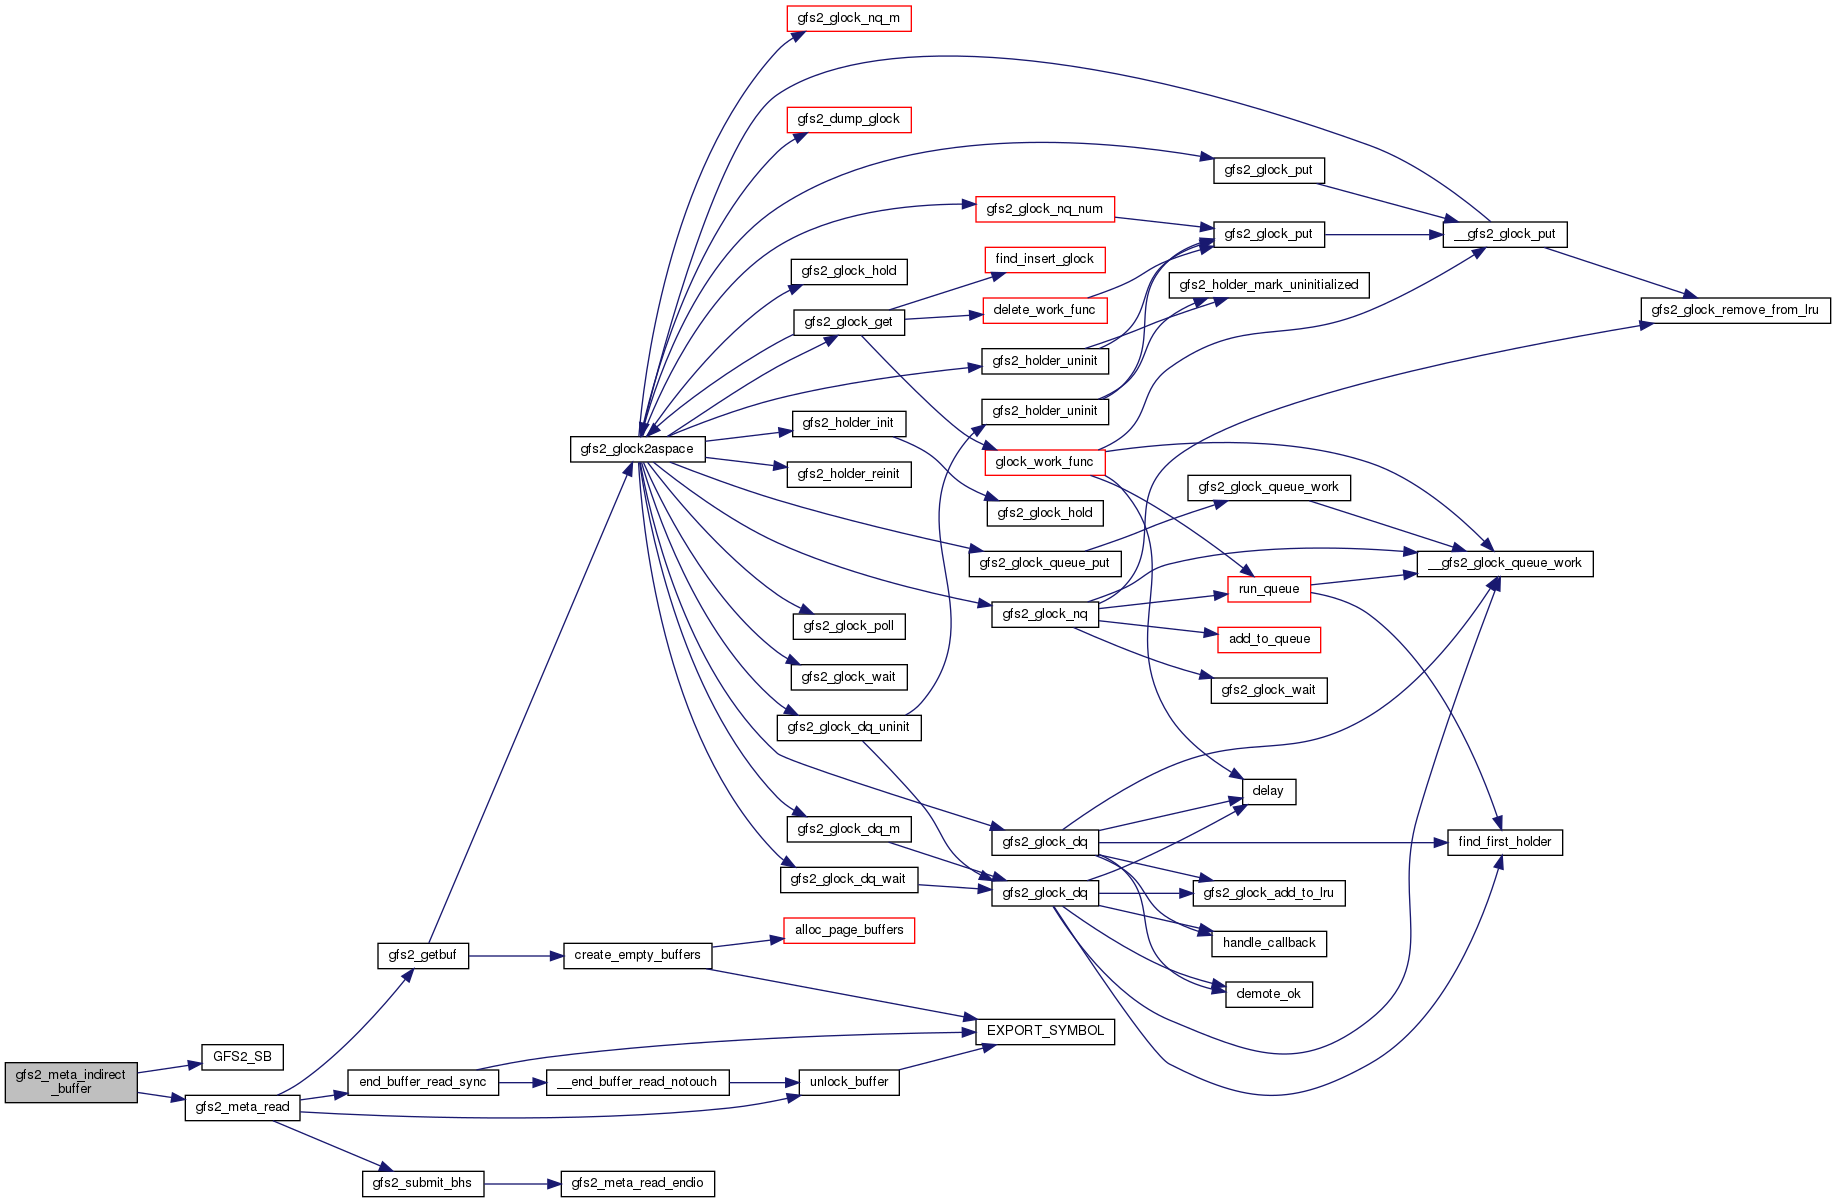 gfs2_glock_nq_m
gfs2_dump_glock
gfs2_glock_put
gfs2_glock_nq_num
gfs2_glock_put
__gfs2_glock_put
find_insert_glock
gfs2_glock_hold
gfs2_holder_mark_uninitialized
delete_work_func
gfs2_glock_remove_from_lru
gfs2_glock_get
gfs2_holder_uninit
gfs2_holder_uninit
gfs2_holder_init
gfs2_glock2aspace
glock_work_func
gfs2_holder_reinit
gfs2_glock_queue_work
gfs2_glock_hold
gfs2_glock_queue_put
__gfs2_glock_queue_work
run_queue
gfs2_glock_nq
gfs2_glock_poll
add_to_queue
gfs2_glock_wait
gfs2_glock_wait
gfs2_glock_dq_uninit
delay
gfs2_glock_dq_m
gfs2_glock_dq
find_first_holder
gfs2_glock_dq_wait
gfs2_glock_dq
gfs2_glock_add_to_lru
alloc_page_buffers
handle_callback
gfs2_getbuf
create_empty_buffers
demote_ok
EXPORT_SYMBOL
GFS2_SB
gfs2_meta_indirect
_buffer
end_buffer_read_sync
__end_buffer_read_notouch
unlock_buffer
gfs2_meta_read
gfs2_submit_bhs
gfs2_meta_read_endio